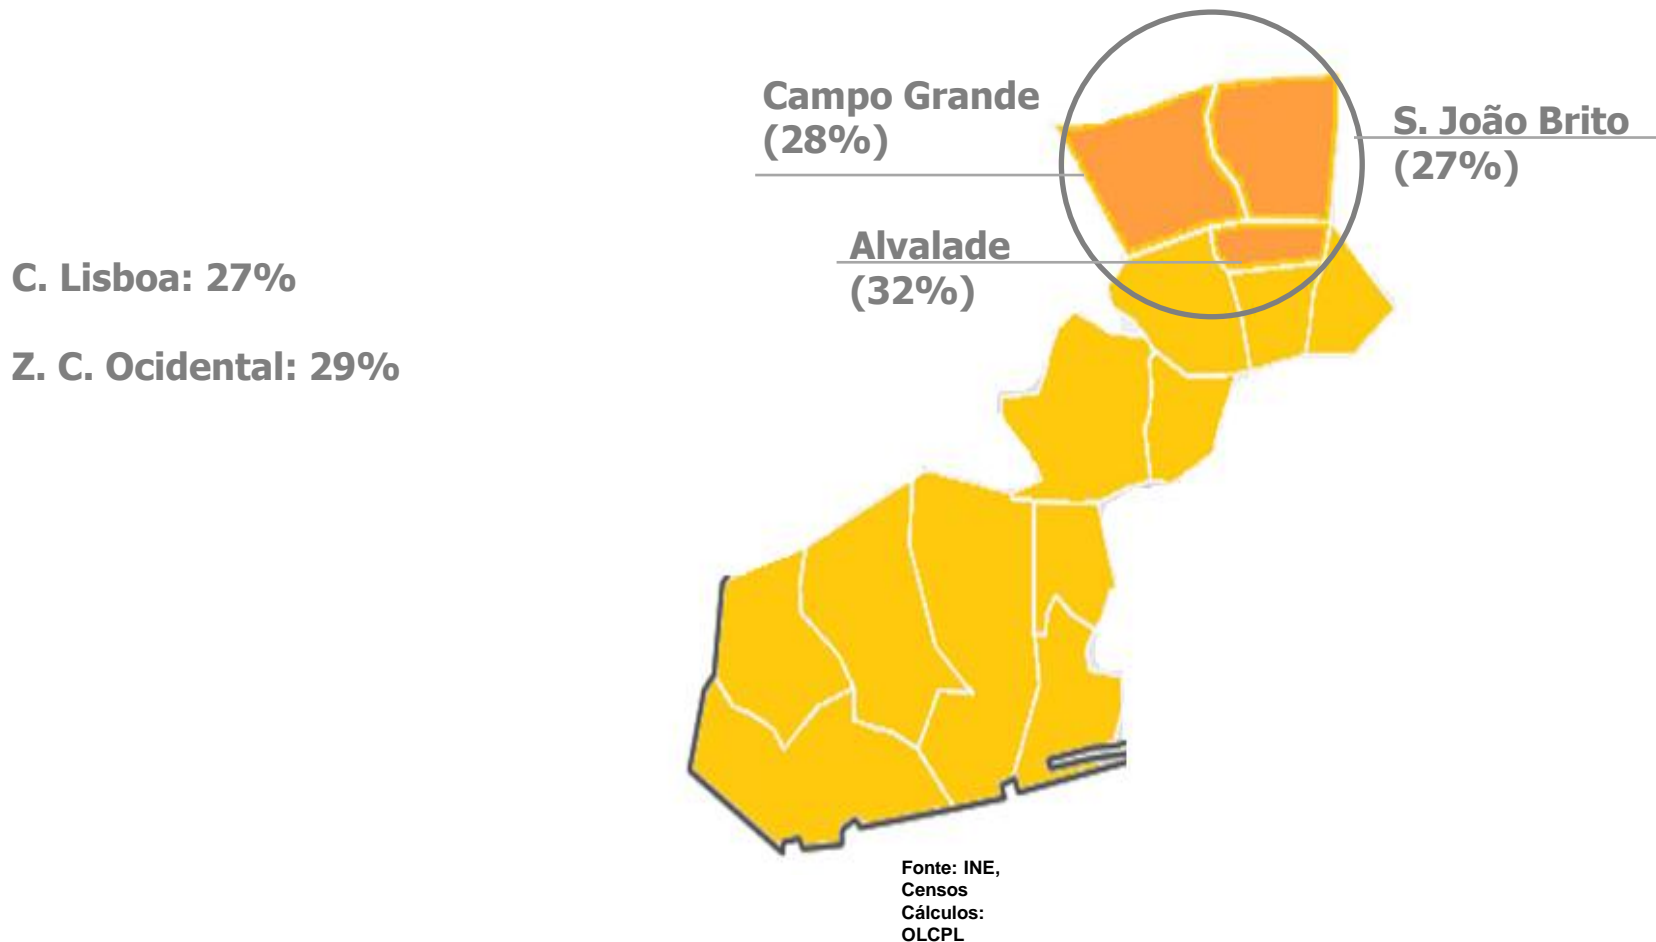 Campo Grande
(28%)
S. João Brito
(27%)
Alvalade
(32%)
C. Lisboa: 27%
Z. C. Ocidental: 29%
Fonte: INE,
Censos
Cálculos:
OLCPL